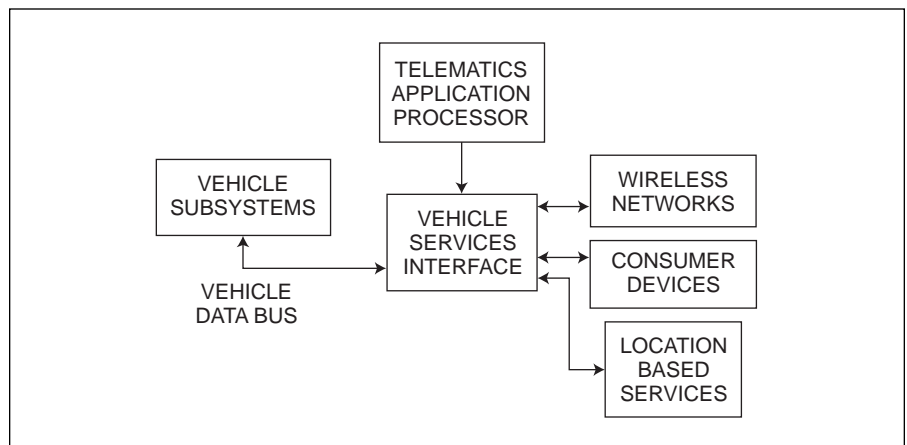 TELEMATICS
APPLICATION
PROCESSOR
VEHICLE
SUBSYSTEMS
VEHICLE
SERVICES
INTERFACE
WIRELESS
NETWORKS
CONSUMER
DEVICES
VEHICLE
DATA BUS
LOCATION
BASED
SERVICES